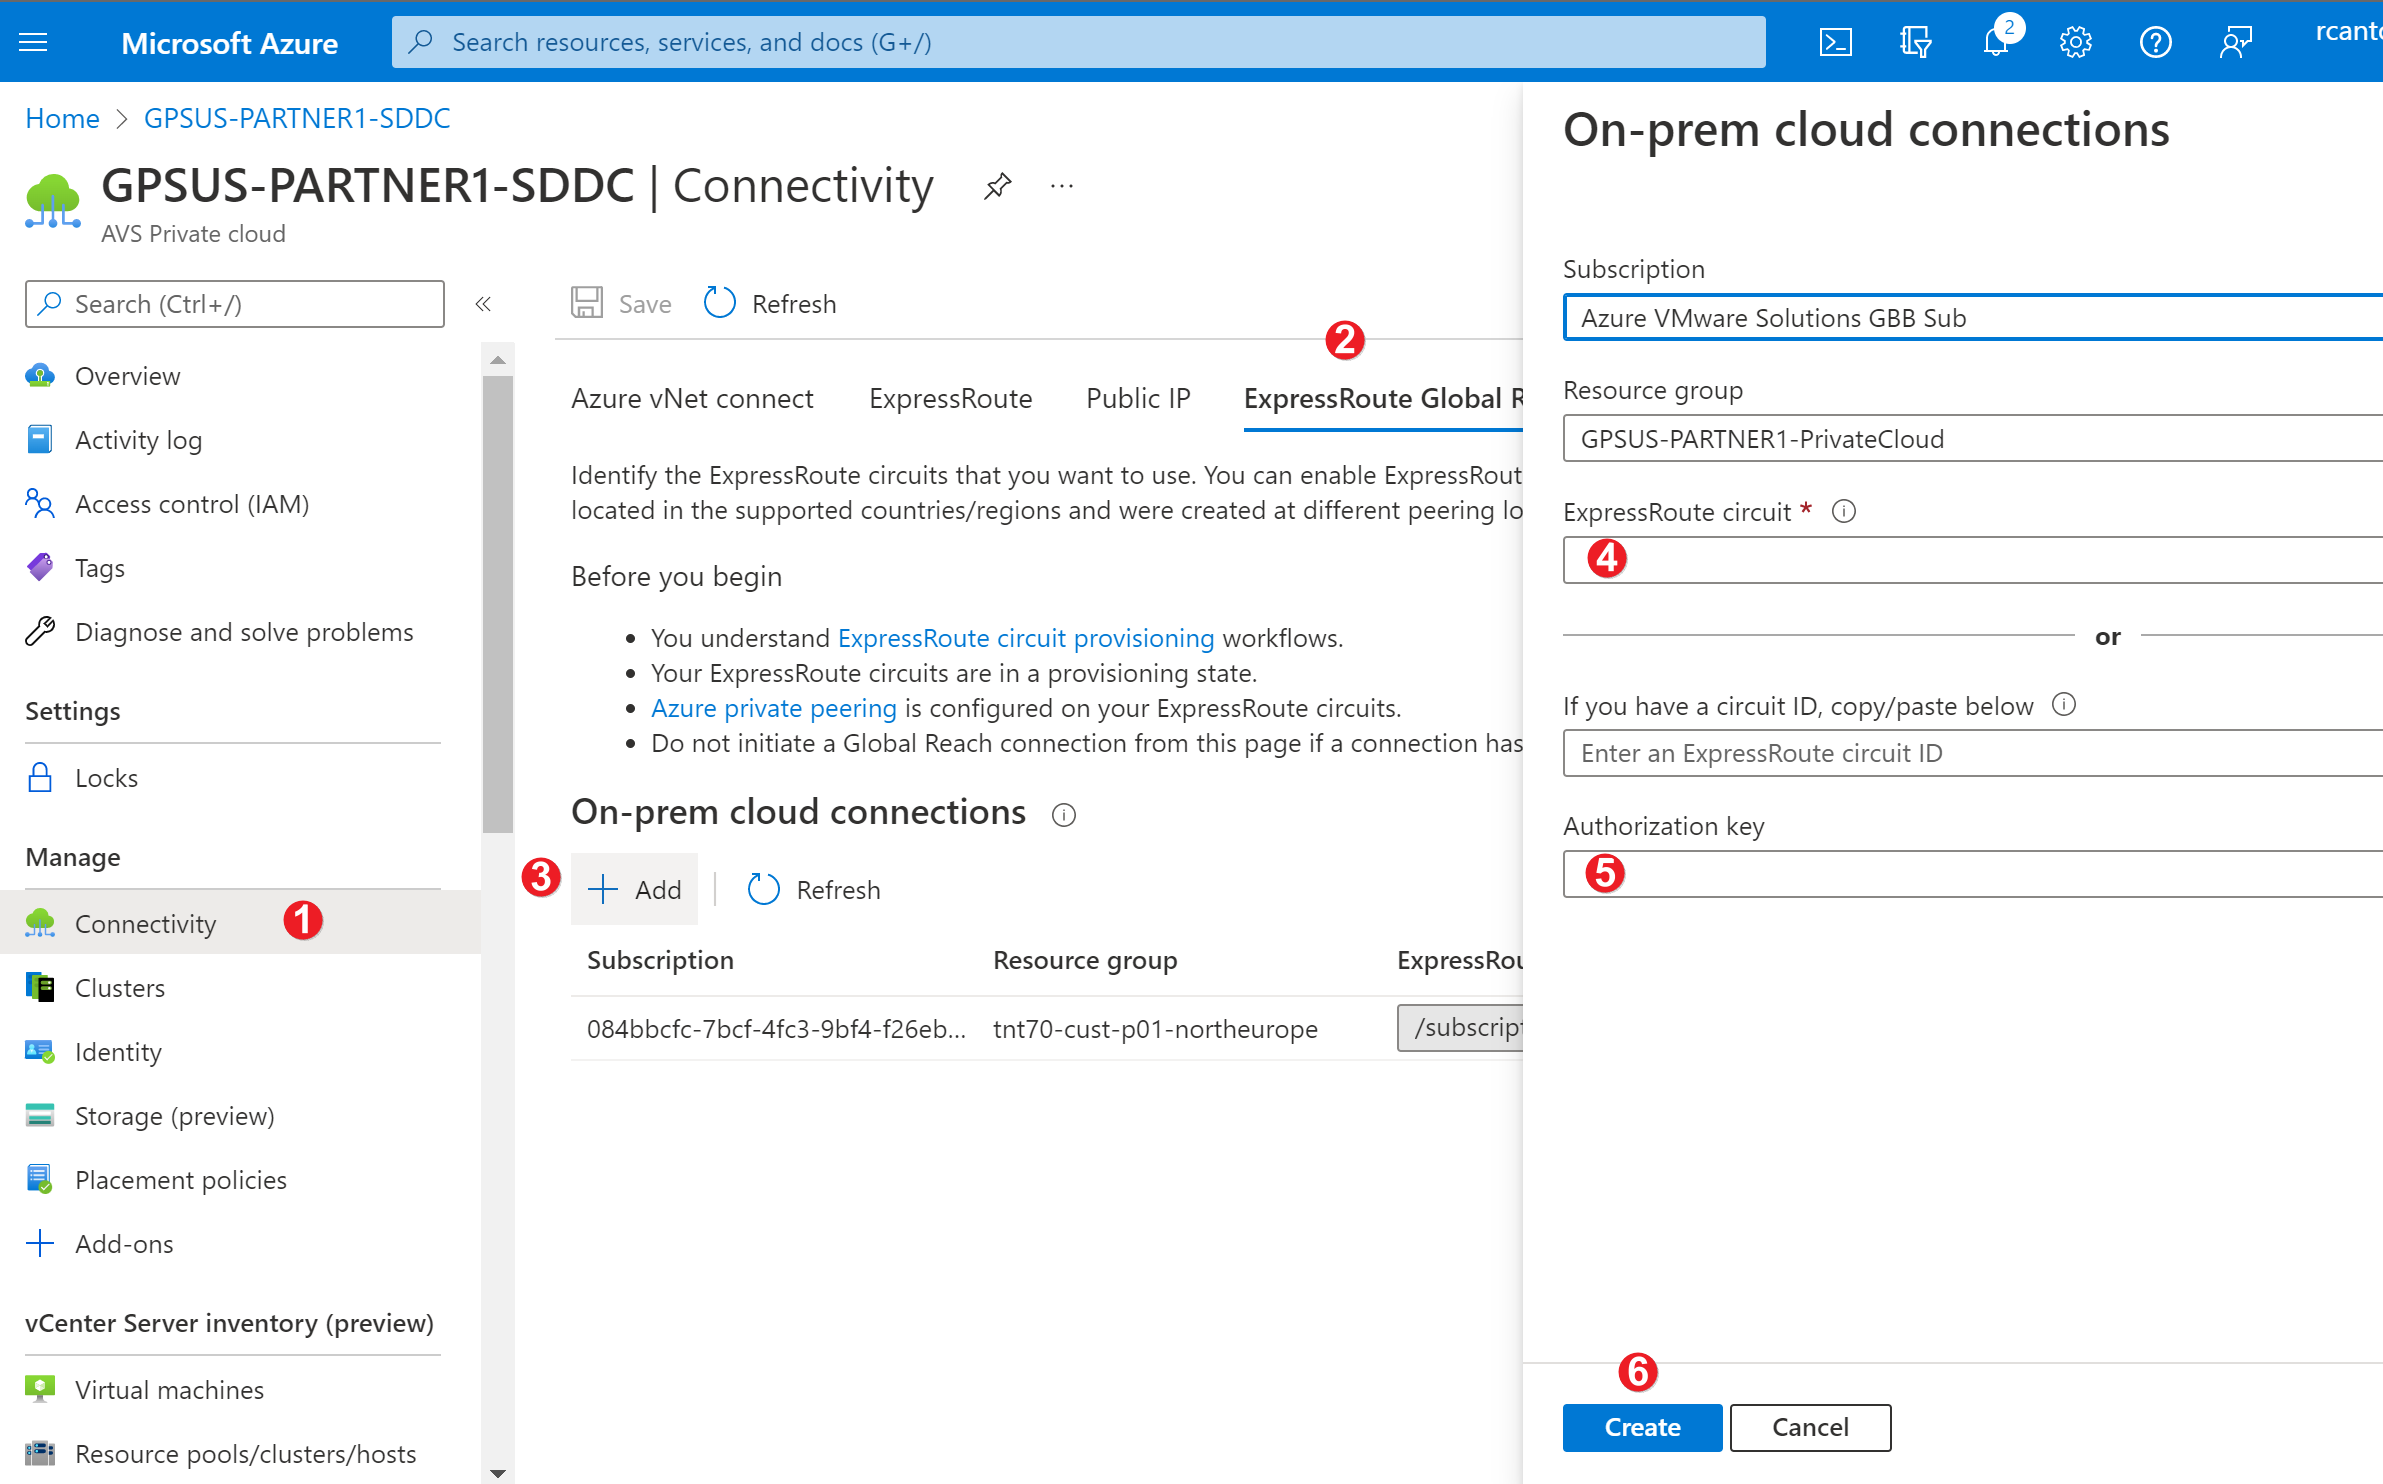 Microsoft Azure
Search resources, services, and docs (G+/)
2
rcant
Home > GPSUS-PARTNER1-SDDC
GPSUS-PARTNER1-SDDC | Connectivity
...
AVS Private cloud
Search (Ctrl+/)
«
Overview
Activity log
Access control (IAM)
Tags
Diagnose and solve problems
Settings
Locks
Manage
Connectivity
1
Clusters
Identity
Storage (preview)
Placement policies
Add-ons
vCenter Server inventory (preview)
Virtual machines
Resource pools/clusters/hosts
Save
Refresh
2
Azure vNet connect
ExpressRoute
Public IP
ExpressRoute Global R
Identify the ExpressRoute circuits that you want to use. You can enable ExpressRout
located in the supported countries/regions and were created at different peering lo
Before you begin
• You understand ExpressRoute circuit provisioning workflows.
• Your ExpressRoute circuits are in a provisioning state.
• Azure private peering is configured on your ExpressRoute circuits.
• Do not initiate a Global Reach connection from this page if a connection has
On-prem cloud connections
3
Add
Refresh
Subscription
Resource group
ExpressRou
084bbcfc-7bcf-4fc3-9bf4-f26eb...
tnt70-cust-p01-northeurope
/subscript
On-prem cloud connections
Subscription
Azure VMware Solutions GBB Sub
Resource group
GPSUS-PARTNER1-PrivateCloud
ExpressRoute circuit *
4
or
If you have a circuit ID, copy/paste below
Enter an ExpressRoute circuit ID
Authorization key
5
6
Create
Cancel